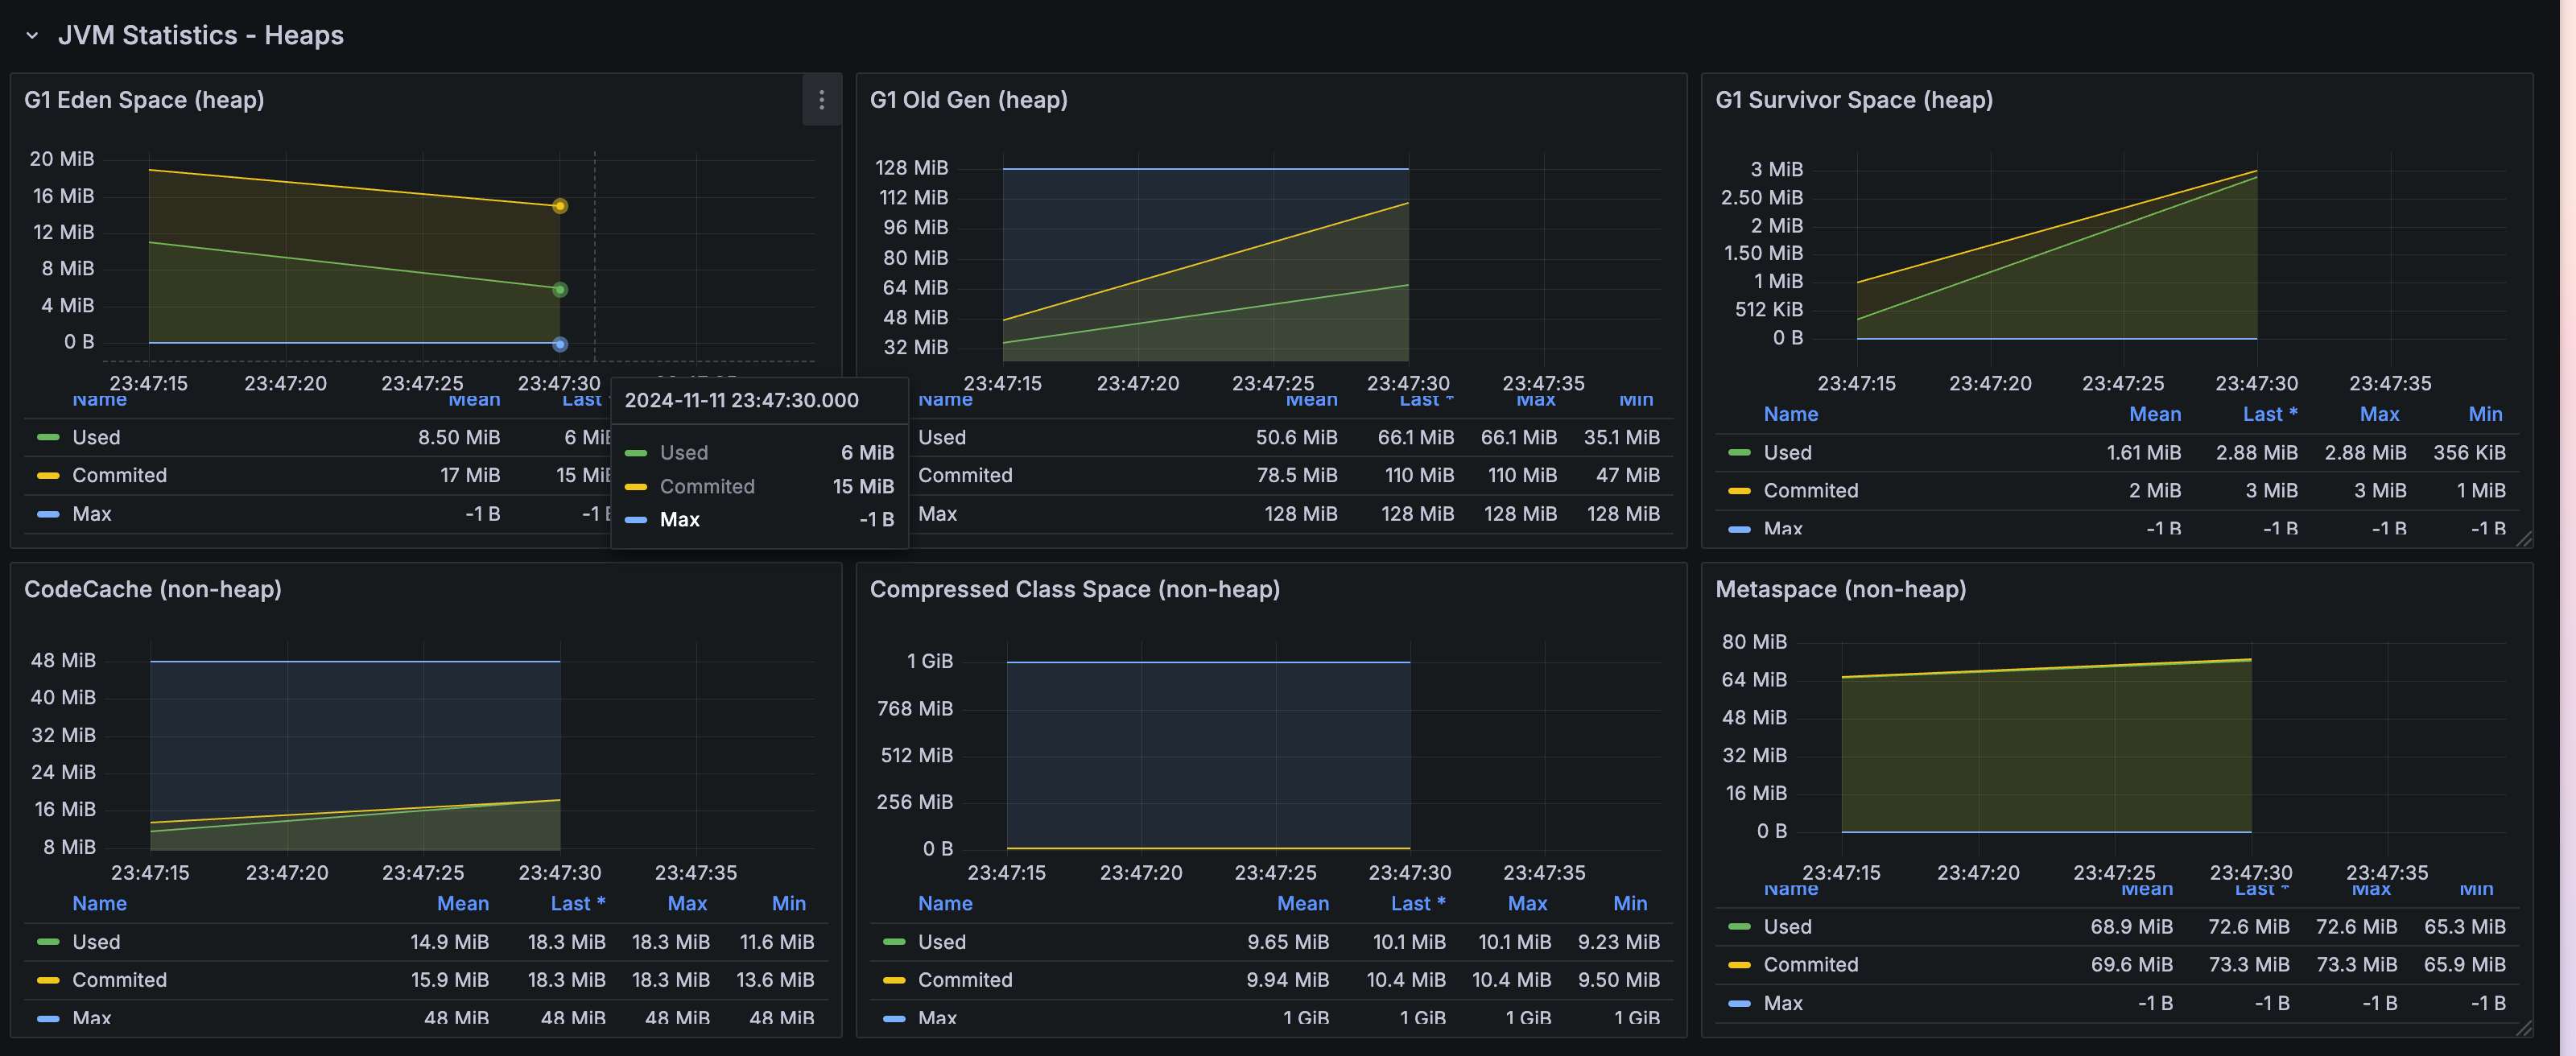 JVM Statistics - Heaps
G1 Eden Space (heap)
20 MiB
16 MiB
12 MiB
8 MiB
4 MiB
0 B
23:47:15 23:47:20 23:47:25 23:47:30
Name Mean Last
Used 8.50 MiB 6 MiB
Commited 17 MiB 15 MiB
Max -1 B -1 B
2024-11-11 23:47:30.000
Used 6 MiB
Commited 15 MiB
Max -1 B
G1 Old Gen (heap)
128 MiB
112 MiB
96 MiB
80 MiB
64 MiB
48 MiB
32 MiB
23:47:15 23:47:20 23:47:25 23:47:30 23:47:35
Name Mean Last * Max Min
Used 50.6 MiB 66.1 MiB 66.1 MiB 35.1 MiB
Commited 78.5 MiB 110 MiB 110 MiB 47 MiB
Max 128 MiB 128 MiB 128 MiB 128 MiB
G1 Survivor Space (heap)
3 MiB
2.50 MiB
2 MiB
1.50 MiB
1 MiB
512 KiB
0 B
23:47:15 23:47:20 23:47:25 23:47:30 23:47:35
Name Mean Last * Max Min
Used 1.61 MiB 2.88 MiB 2.88 MiB 356 KiB
Commited 2 MiB 3 MiB 3 MiB 1 MiB
Max -1 B -1 B -1 B -1 B
CodeCache (non-heap)
48 MiB
40 MiB
32 MiB
24 MiB
16 MiB
8 MiB
23:47:15 23:47:20 23:47:25 23:47:30 23:47:35
Name Mean Last * Max Min
Used 14.9 MiB 18.3 MiB 18.3 MiB 11.6 MiB
Commited 15.9 MiB 18.3 MiB 18.3 MiB 13.6 MiB
Max 48 MiB 48 MiB 48 MiB 48 MiB
Compressed Class Space (non-heap)
1 GiB
768 MiB
512 MiB
256 MiB
0 B
23:47:15 23:47:20 23:47:25 23:47:30 23:47:35
Name Mean Last * Max Min
Used 9.65 MiB 10.1 MiB 10.1 MiB 9.23 MiB
Commited 9.94 MiB 10.4 MiB 10.4 MiB 9.50 MiB
Max 1 GiB 1 GiB 1 GiB 1 GiB
Metaspace (non-heap)
80 MiB
64 MiB
48 MiB
32 MiB
16 MiB
0 B
23:47:15 23:47:20 23:47:25 23:47:30 23:47:35
Name Mean Last * Max Min
Used 68.9 MiB 72.6 MiB 72.6 MiB 65.3 MiB
Commited 69.6 MiB 73.3 MiB 73.3 MiB 65.9 MiB
Max -1 B -1 B -1 B -1 B